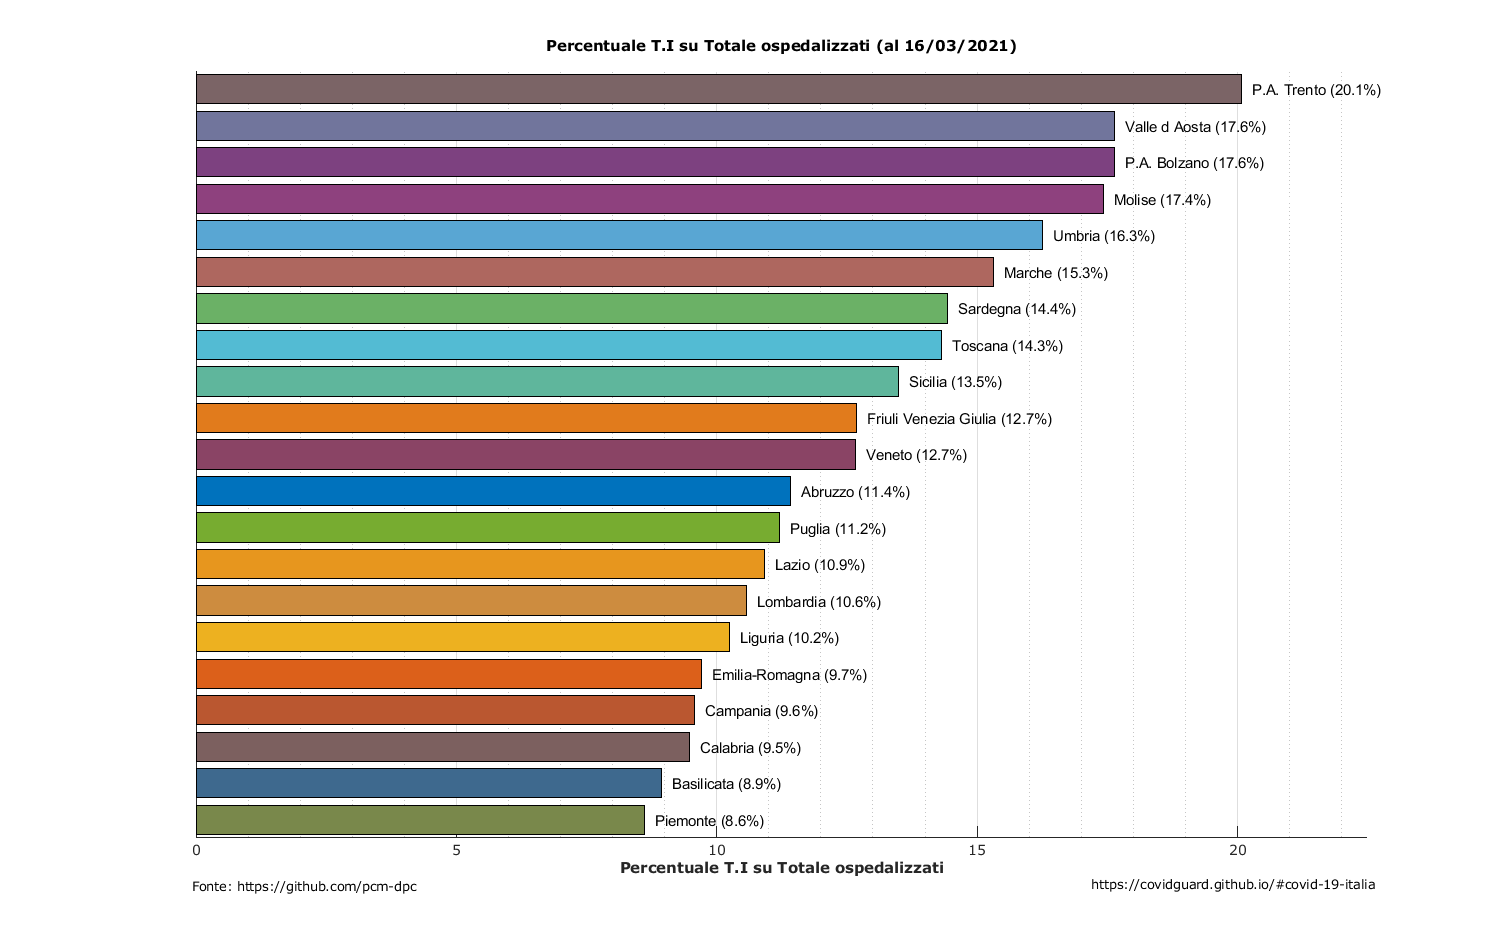 Percentuale T.I su Totale ospedalizzati (al 16/03/2021)
P.A. Trento (20.1%)
Valle d Aosta (17.6%)
P.A. Bolzano (17.6%)
Molise (17.4%)
Umbria (16.3%)
Marche (15.3%)
Sardegna (14.4%)
Toscana (14.3%)
Sicilia (13.5%)
Friuli Venezia Giulia (12.7%)
Veneto (12.7%)
Abruzzo (11.4%)
Puglia (11.2%)
Lazio (10.9%)
Lombardia (10.6%)
Liguria (10.2%)
Emilia-Romagna (9.7%)
Campania (9.6%)
Calabria (9.5%)
Basilicata (8.9%)
Piemonte (8.6%)
0 5 10 15 20
Percentuale T.I su Totale ospedalizzati
Fonte: https://github.com/pcm-dpc
https://covidguard.github.io/#covid-19-italia